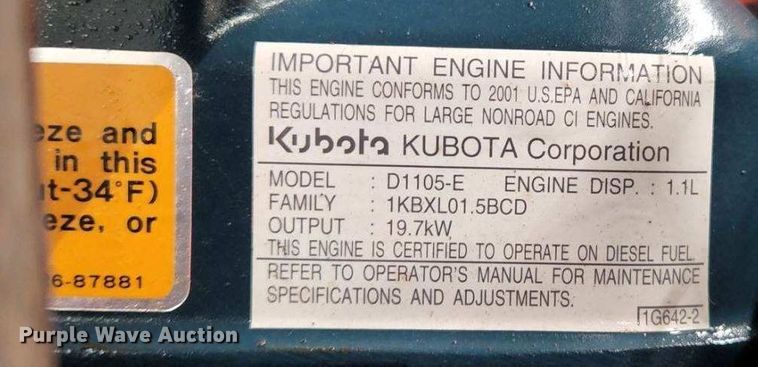 eze and
in this
t-34°F)
eze, or
6-87881
IMPORTANT ENGINE INFORMATION
THIS ENGINE CONFORMS TO 2001 U.S.EPA AND CALIFORNIA
REGULATIONS FOR LARGE NONROAD CI ENGINES.
Kubota KUBOTA Corporation
MODEL : D1105-E ENGINE DISP. : 1.1L
FAMILY : 1KBXL01.5BCD
OUTPUT : 19.7kW
THIS ENGINE IS CERTIFIED TO OPERATE ON DIESEL FUEL.
REFER TO OPERATOR'S MANUAL FOR MAINTENANCE
SPECIFICATIONS AND ADJUSTMENTS.
1G642-2
Purple Wave Auction